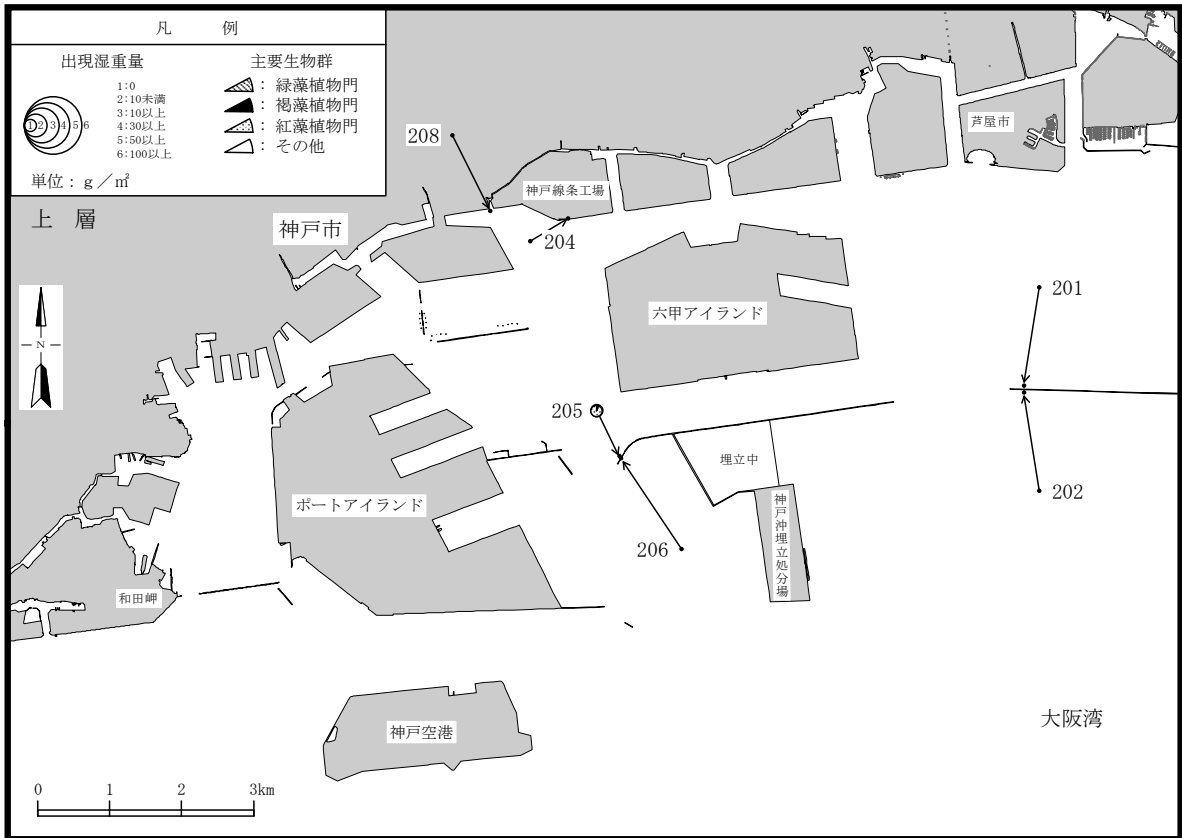 凡 例
出現湿重量
1:0
2:10未満
3:10以上
4:30以上
5:50以上
6:100以上
1 2 3 4 5 6
単位：g／㎡
主要生物群
： 緑藻植物門
： 褐藻植物門
： 紅藻植物門
： その他
上 層
N
208
神戸線条工場
204
神戸市
芦屋市
六甲アイランド
201
205
埋立中
202
206
神戸沖埋立処分場
ポートアイランド
和田岬
神戸空港
大阪湾
0 1 2 3km